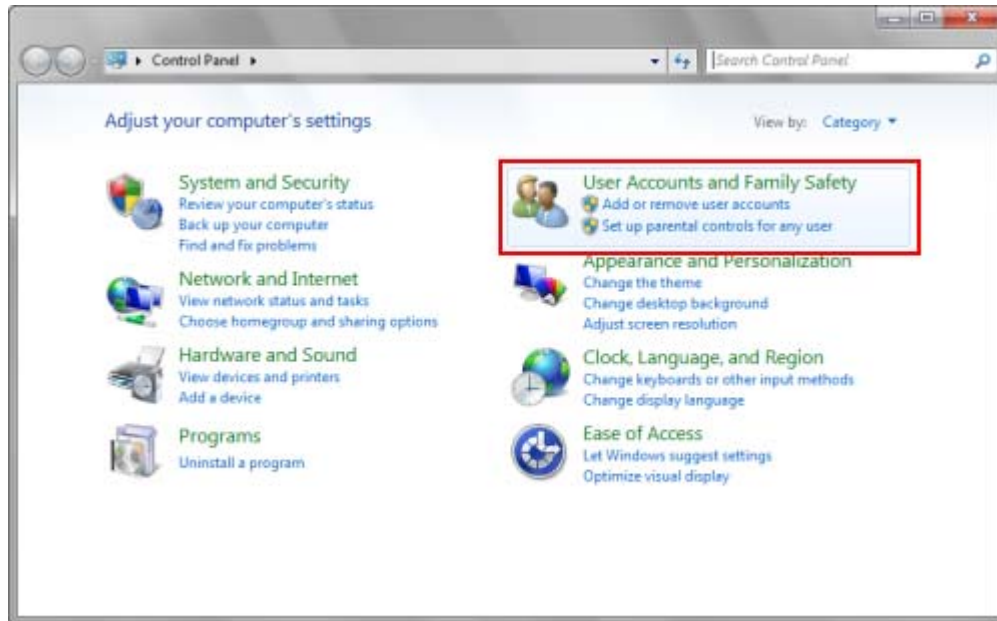 Control Panel
Search Control Panel
Adjust your computer's settings
View by: Category
System and Security
Review your computer's status
Back up your computer
Find and fix problems
Network and Internet
View network status and tasks
Choose homegroup and sharing options
Hardware and Sound
View devices and printers
Add a device
Programs
Uninstall a program
User Accounts and Family Safety
Add or remove user accounts
Set up parental controls for any user
Appearance and Personalization
Change the theme
Change desktop background
Adjust screen resolution
Clock, Language, and Region
Change keyboards or other input methods
Change display language
Ease of Access
Let Windows suggest settings
Optimize visual display